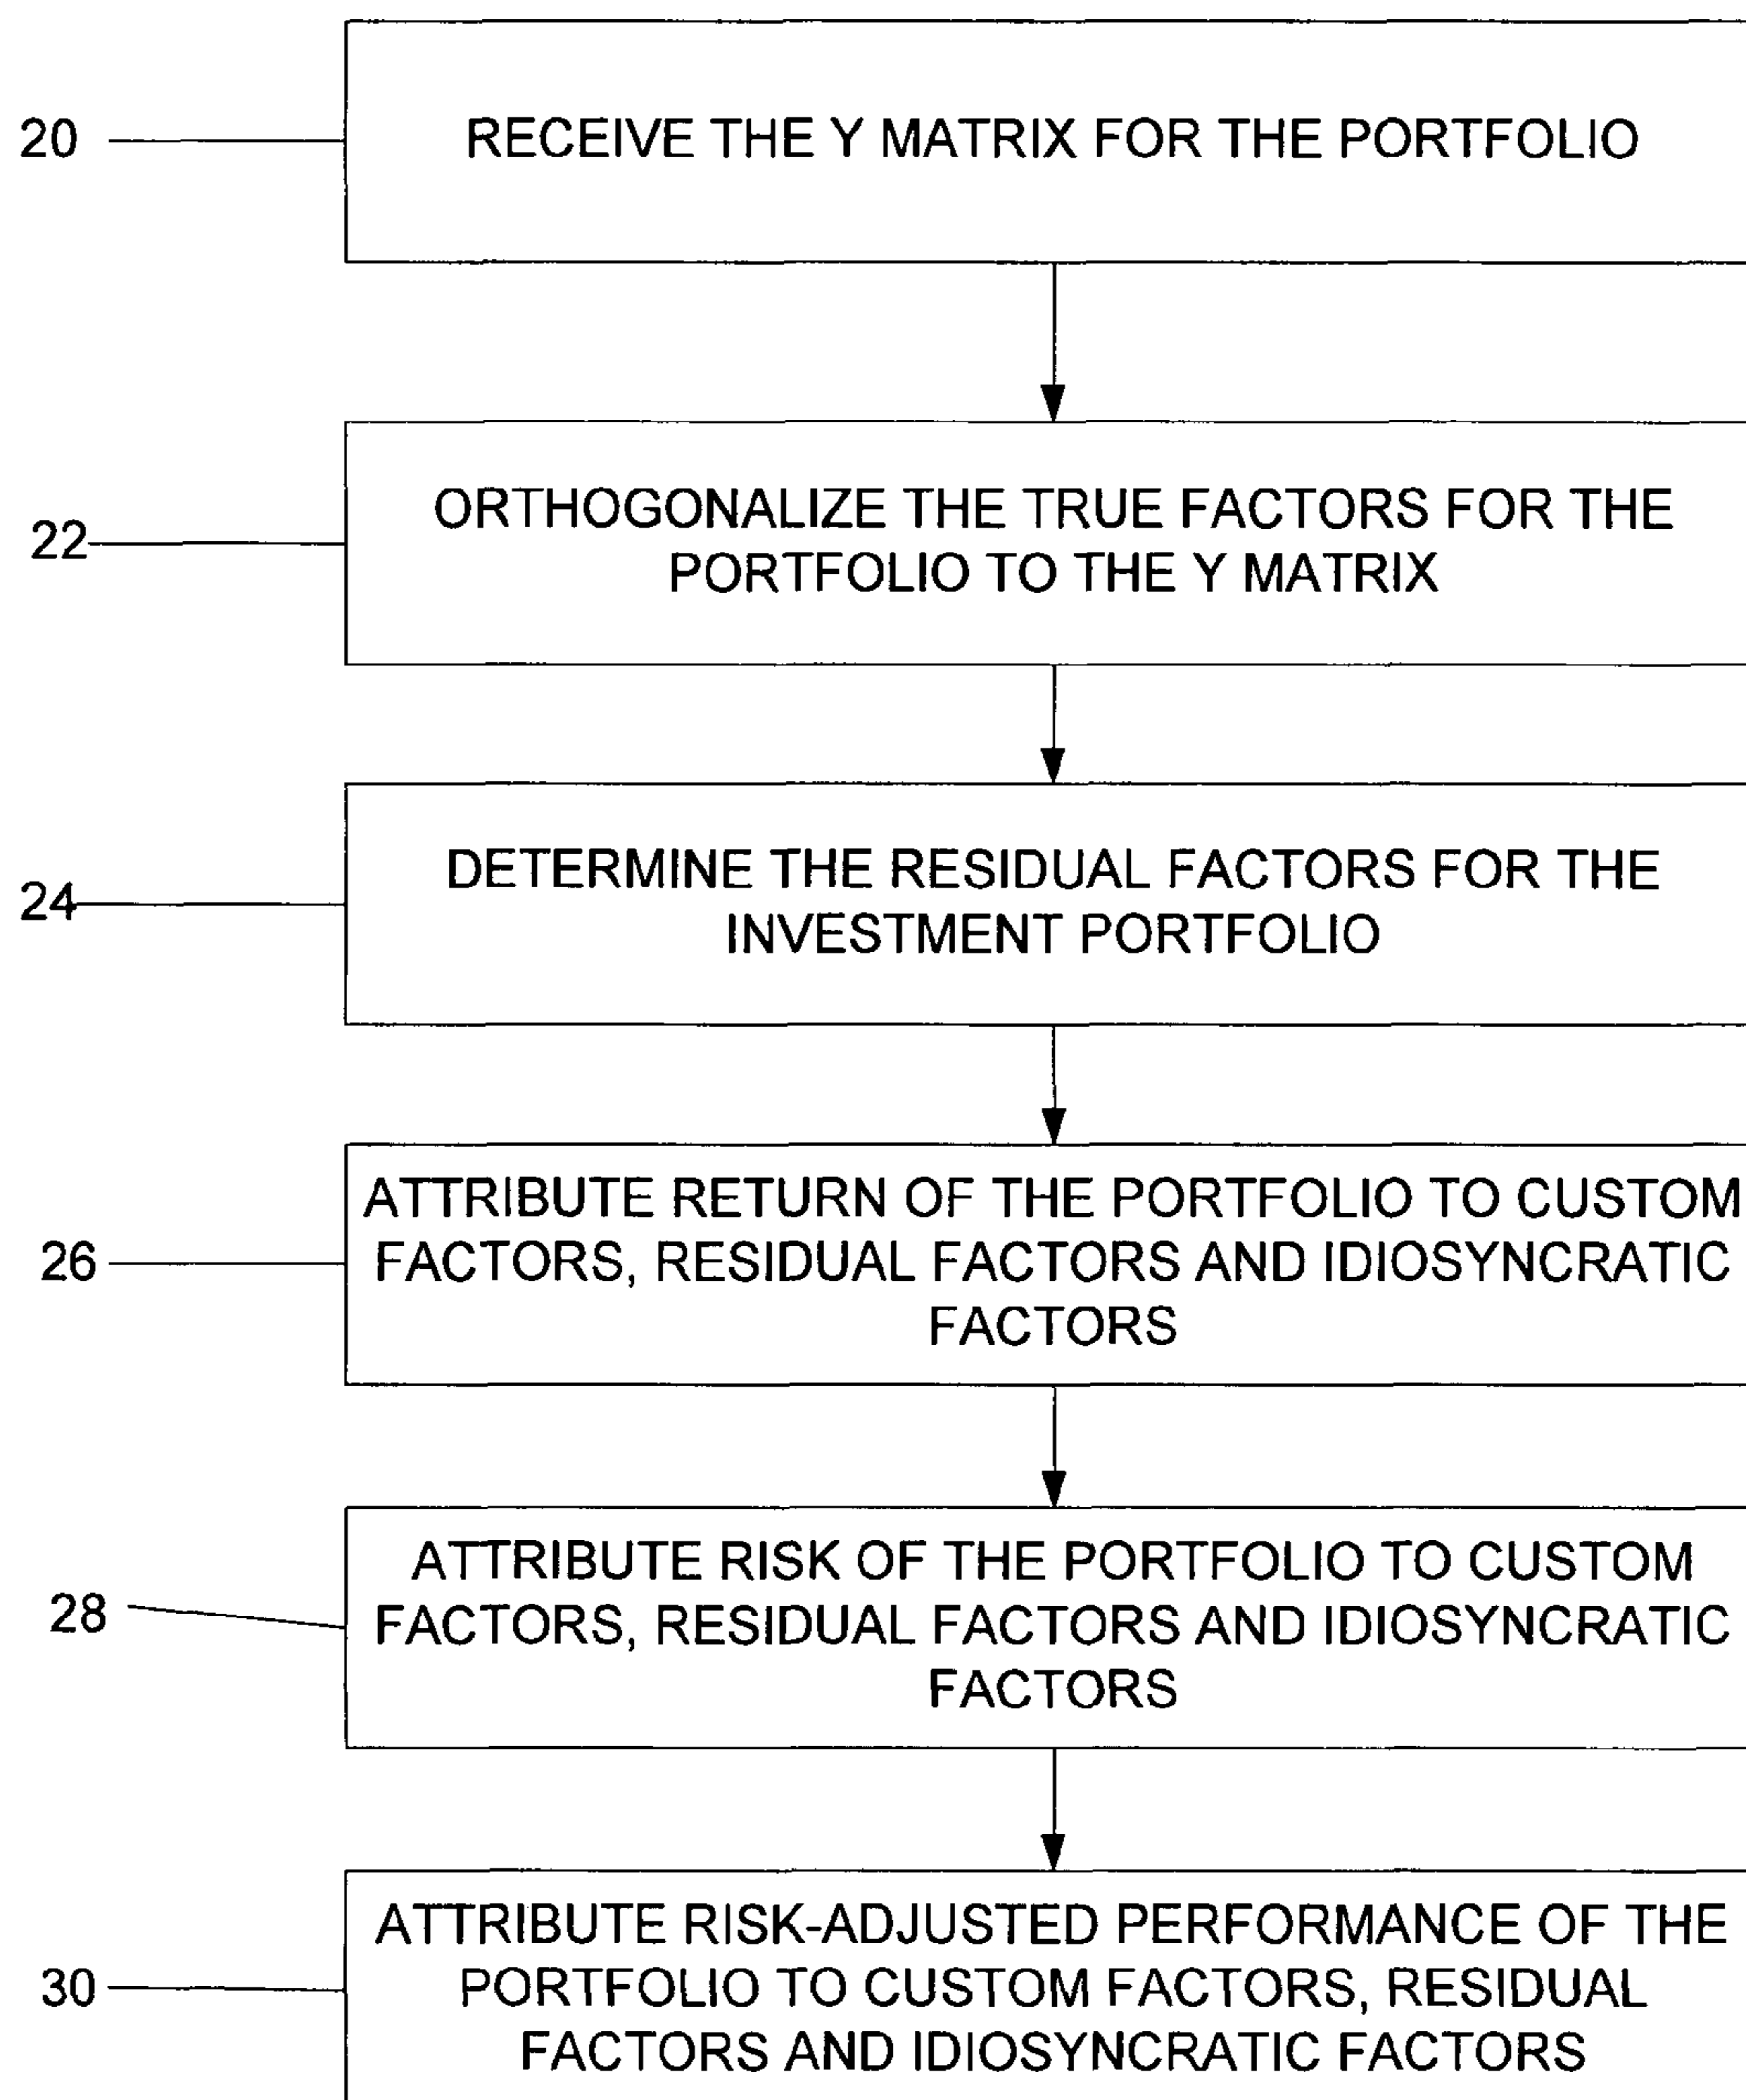 20
RECEIVE THE Y MATRIX FOR THE PORTFOLIO
22
ORTHOGONALIZE THE TRUE FACTORS FOR THE
PORTFOLIO TO THE Y MATRIX
24
DETERMINE THE RESIDUAL FACTORS FOR THE
INVESTMENT PORTFOLIO
26
ATTRIBUTE RETURN OF THE PORTFOLIO TO CUSTOM
FACTORS, RESIDUAL FACTORS AND IDIOSYNCRATIC
FACTORS
28
ATTRIBUTE RISK OF THE PORTFOLIO TO CUSTOM
FACTORS, RESIDUAL FACTORS AND IDIOSYNCRATIC
FACTORS
30
ATTRIBUTE RISK-ADJUSTED PERFORMANCE OF THE
PORTFOLIO TO CUSTOM FACTORS, RESIDUAL
FACTORS AND IDIOSYNCRATIC FACTORS